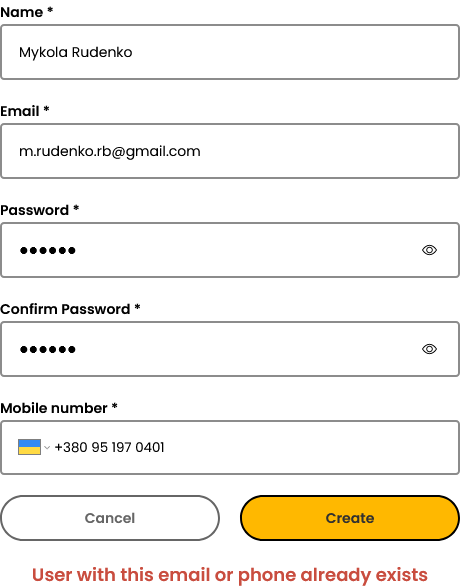 Name *
Mykola Rudenko
Email *
m.rudenko.rb@gmail.com
Password *
●●●●●●
Confirm Password *
●●●●●●
Mobile number *
+380 95 197 0401
Cancel Create
User with this email or phone already exists